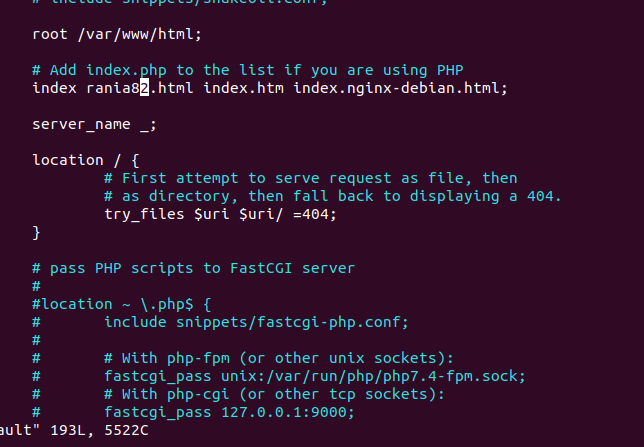 # include snippets/snakeoil.conf;
root /var/www/html;
# Add index.php to the list if you are using PHP
index rania82.html index.htm index.nginx-debian.html;
server_name _;
location / {
# First attempt to serve request as file, then
# as directory, then fall back to displaying a 404.
try_files $uri $uri/ =404;
}
# pass PHP scripts to FastCGI server
#
#location ~ \.php$ {
#       include snippets/fastcgi-php.conf;
#
#       # With php-fpm (or other unix sockets):
#       fastcgi_pass unix:/var/run/php/php7.4-fpm.sock;
#       # With php-cgi (or other tcp sockets):
#       fastcgi_pass 127.0.0.1:9000;
ault" 193L, 5522C